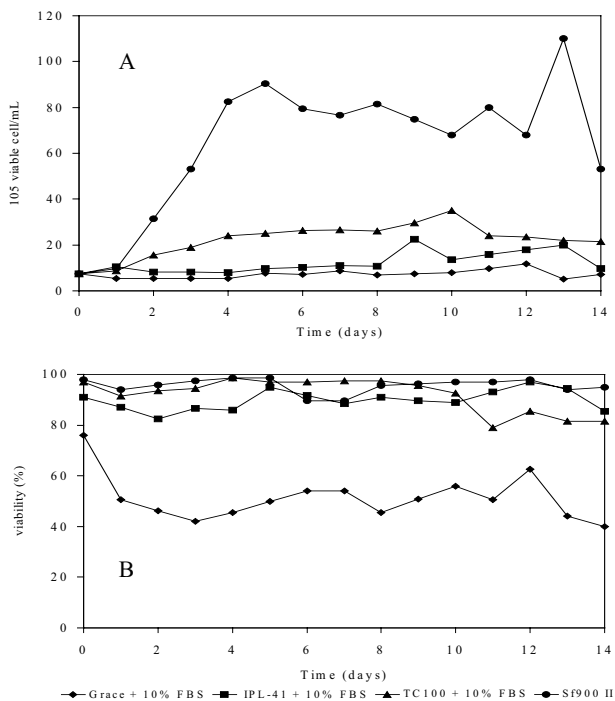 120
100
80
60
40
20
0
105 viable cell/mL
A
0 2 4 6 8 10 12 14
Time (days)
100
80
60
40
20
0
viability (%)
B
0 2 4 6 8 10 12 14
Time (days)
Grace + 10% FBS IPL-41 + 10% FBS TC100 + 10% FBS Sf900 II